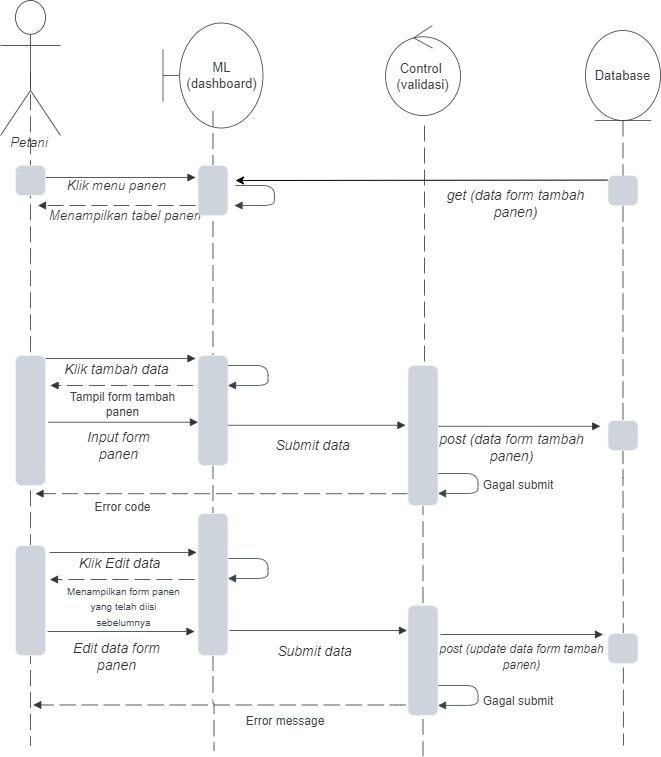 ML
(dashboard)
Control
(validasi)
Database
Petani
Klik menu panen
get (data form tambah
panen)
Menampilkan tabel panen
Klik tambah data
Tampil form tambah
panen
Input form
panen
Submit data
post (data form tambah
panen)
Gagal submit
Error code
Klik Edit data
Menampilkan form panen
yang telah diisi
sebelumnya
Edit data form
panen
Submit data
post (update data form tambah
panen)
Gagal submit
Error message